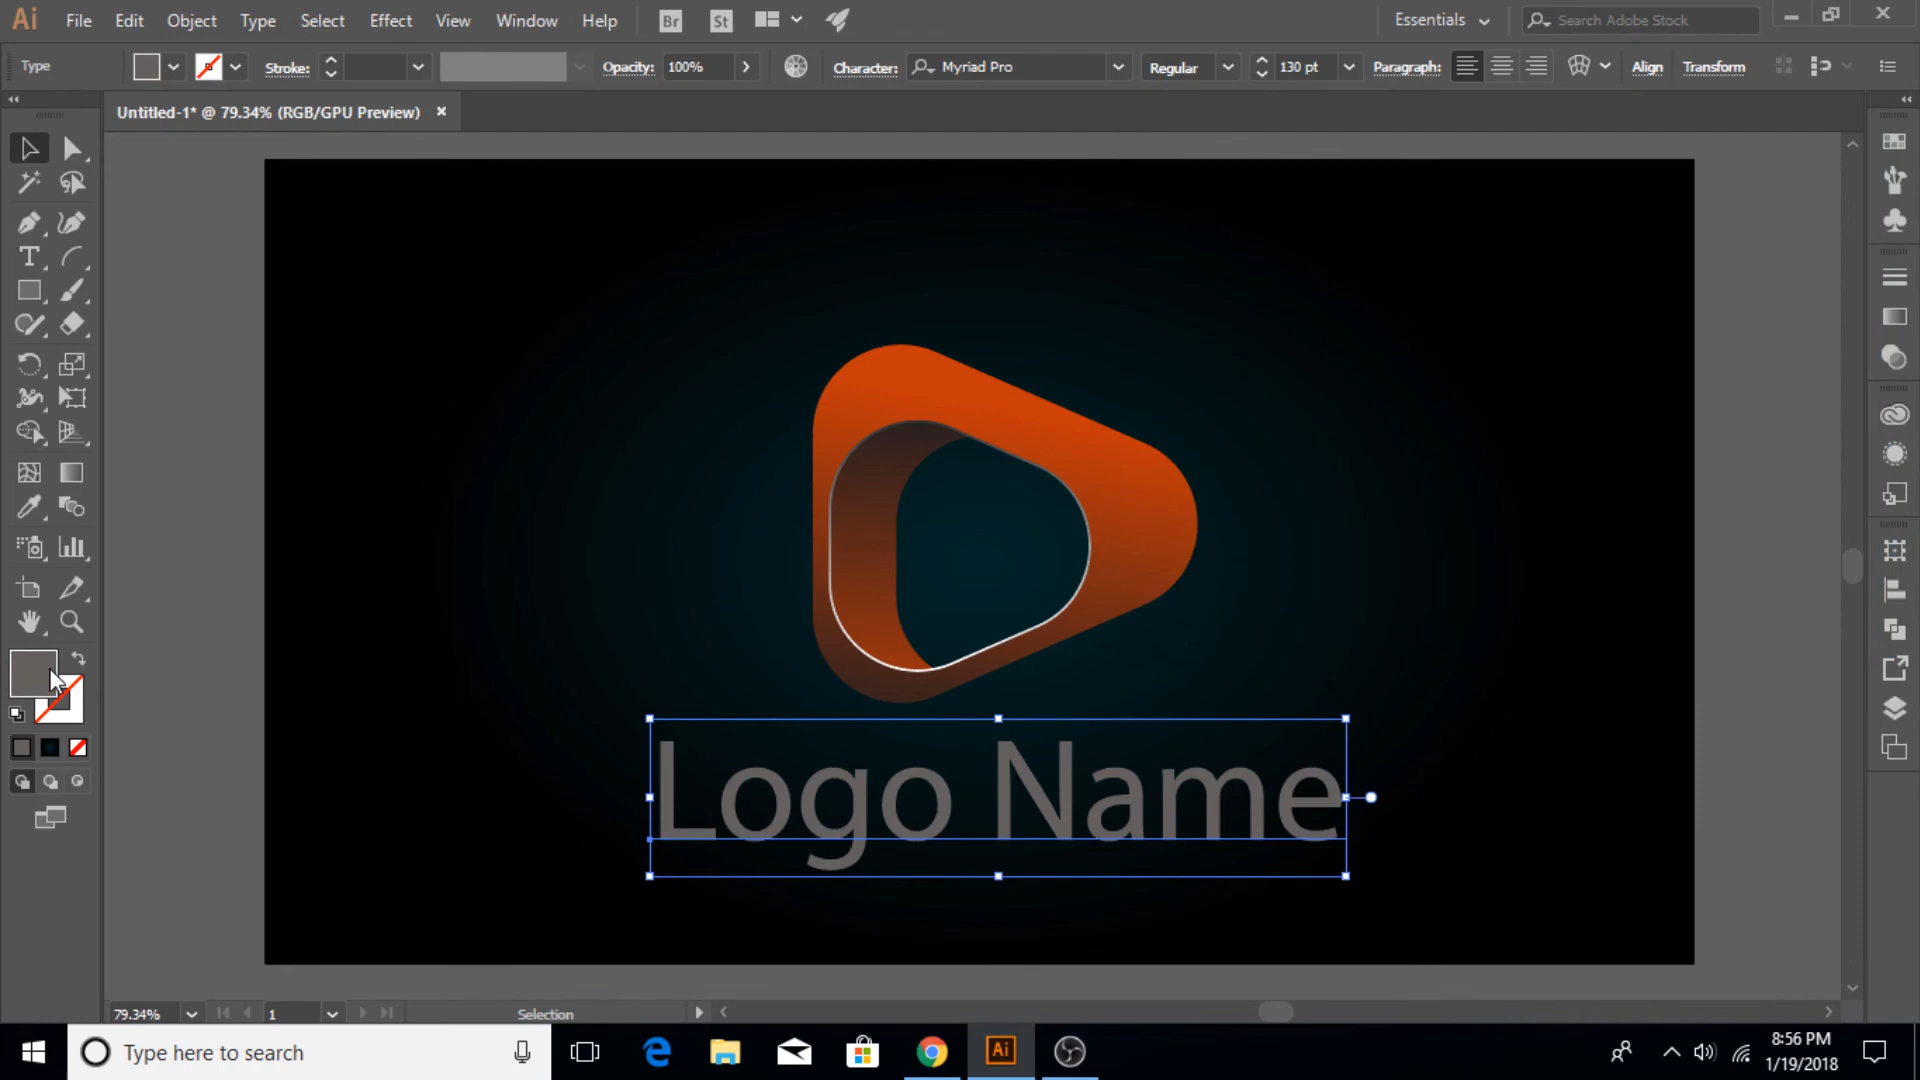 Ai File Edit Object Type Select Effect View Window Help Br St Essentials Search Adobe Stock
Type Stroke: Opacity: 100% Character: Myriad Pro Regular 130 pt Paragraph: Align Transform
Untitled-1* @ 79.34% (RGB/GPU Preview)
T
Logo Name
79.34% 1 Selection
Type here to search
Ai
8:56 PM
1/19/2018